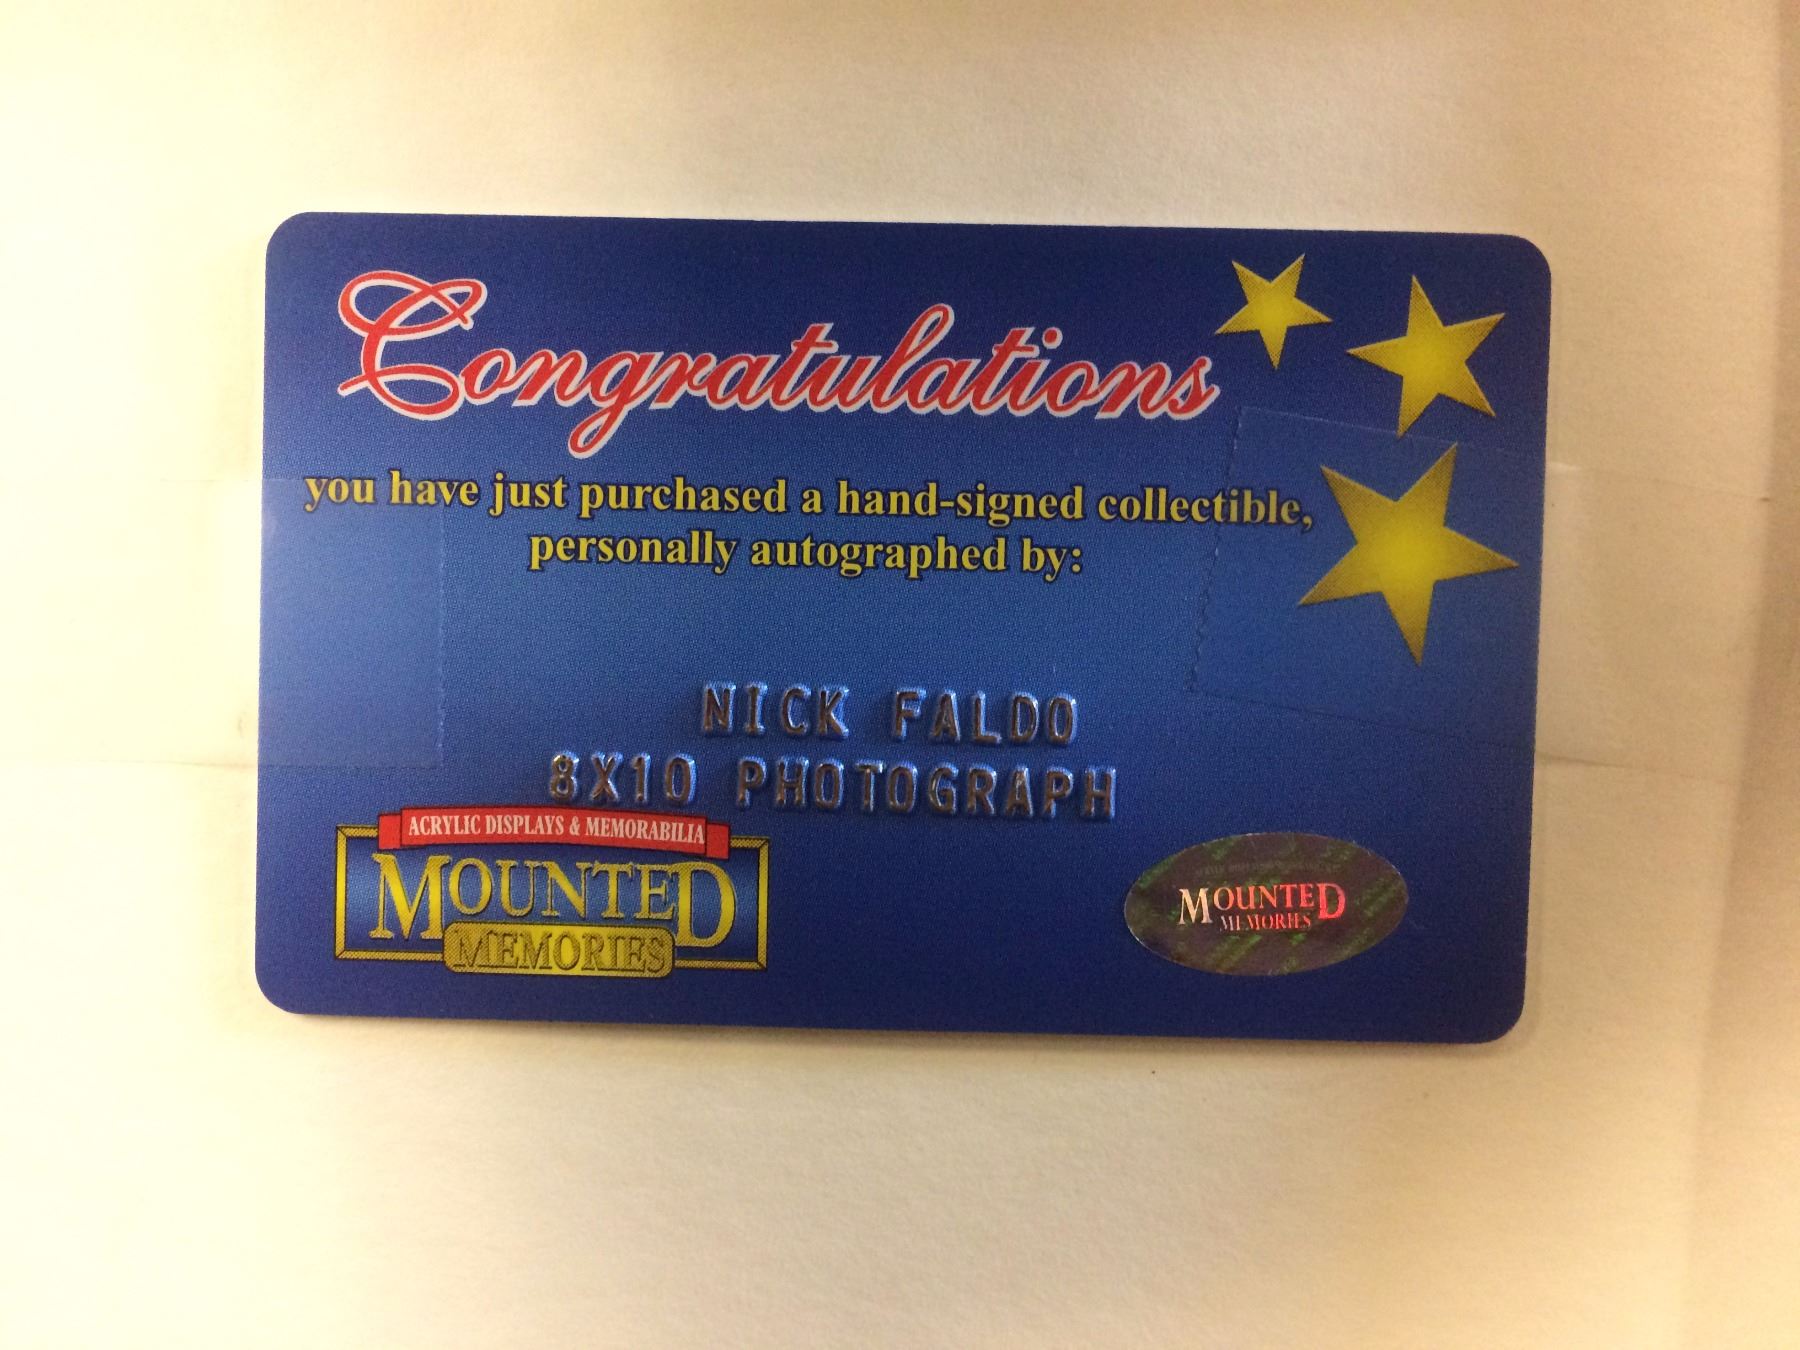 Congratulations
you have just purchased a hand-signed collectible,
personally autographed by:
NICK FALDO
8X10 PHOTOGRAPH
ACRYLIC DISPLAYS & MEMORABILIA
MOUNTED
MEMORIES
MOUNTED
MEMORIES